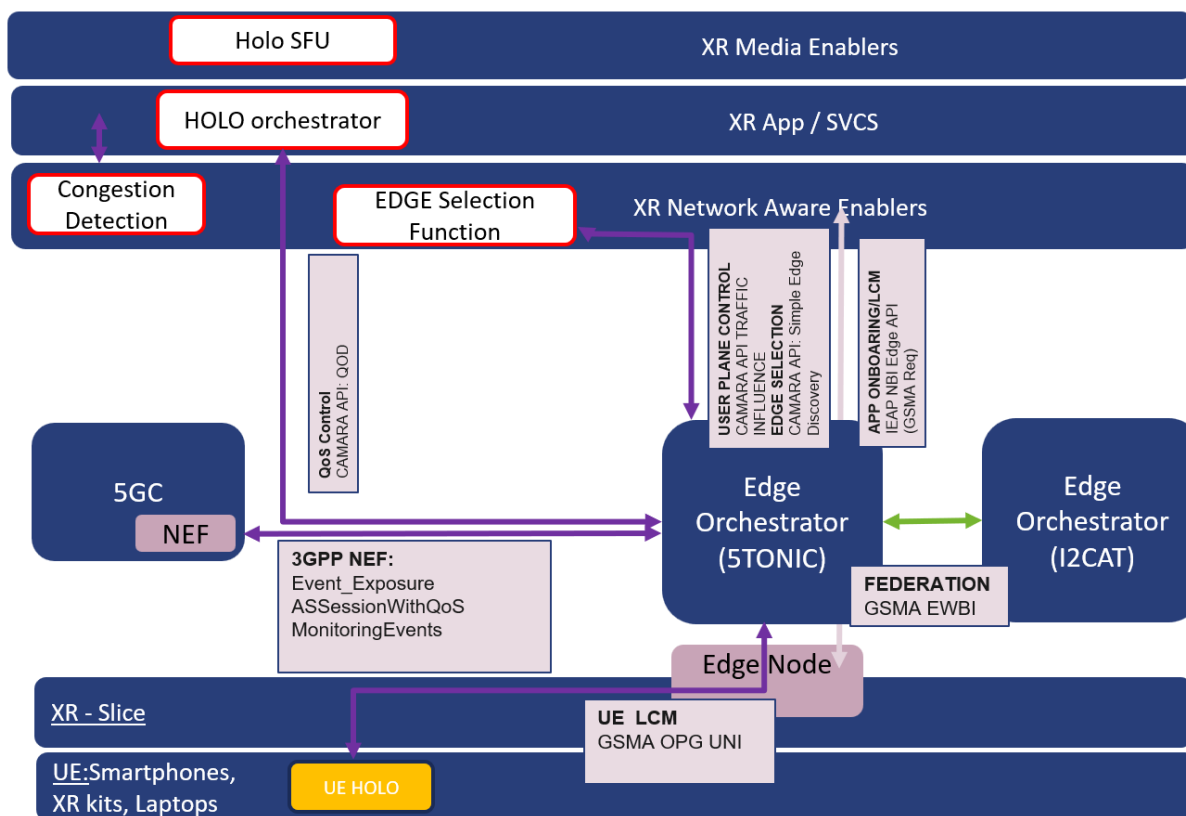 Holo SFU
XR Media Enablers
HOLO orchestrator
XR App / SVCS
Congestion
Detection
EDGE Selection
Function
XR Network Aware Enablers
QoS Control
CAMARA API: QOD
USER PLANE CONTROL
CAMARA API TRAFFIC
INFLUENCE
EDGE SELECTION
CAMARA API: Simple Edge
Discovery
APP ONBOARING/LCM
IEAP NBI Edge API
(GSMA Req)
5GC
NEF
Edge
Orchestrator
(5TONIC)
Edge
Orchestrator
(I2CAT)
3GPP NEF:
Event_Exposure
ASSessionWithQoS
MonitoringEvents
FEDERATION
GSMA EWBI
Edge Node
XR - Slice
UE LCM
GSMA OPG UNI
UE:Smartphones,
XR kits, Laptops
UE HOLO